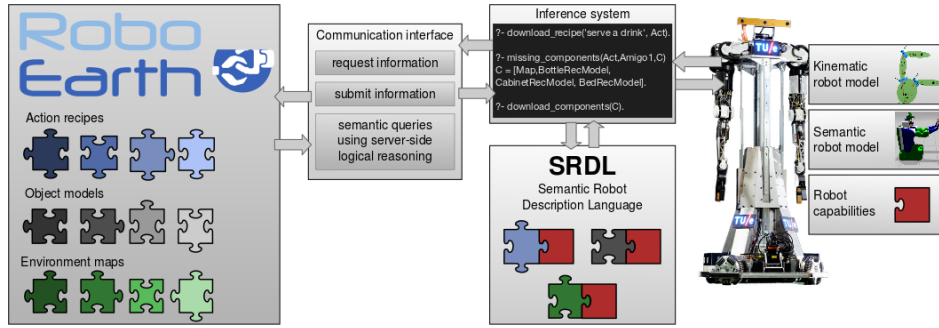 Robo
Earth
Action recipes
Object models
Environment maps
Communication interface
request information
submit information
semantic queries
using server-side
logical reasoning
Inference system
?- download_recipe('serve a drink', Act).
?- missing_components(Act,Amigo1,C)
C = [Map,BottleRecModel,
CabinetRecModel, BedRecModel].
?- download_components(C).
SRDL
Semantic Robot
Description Language
TU/e
TU/e
TU/e
Kinematic
robot model
Semantic
robot model
Robot
capabilities